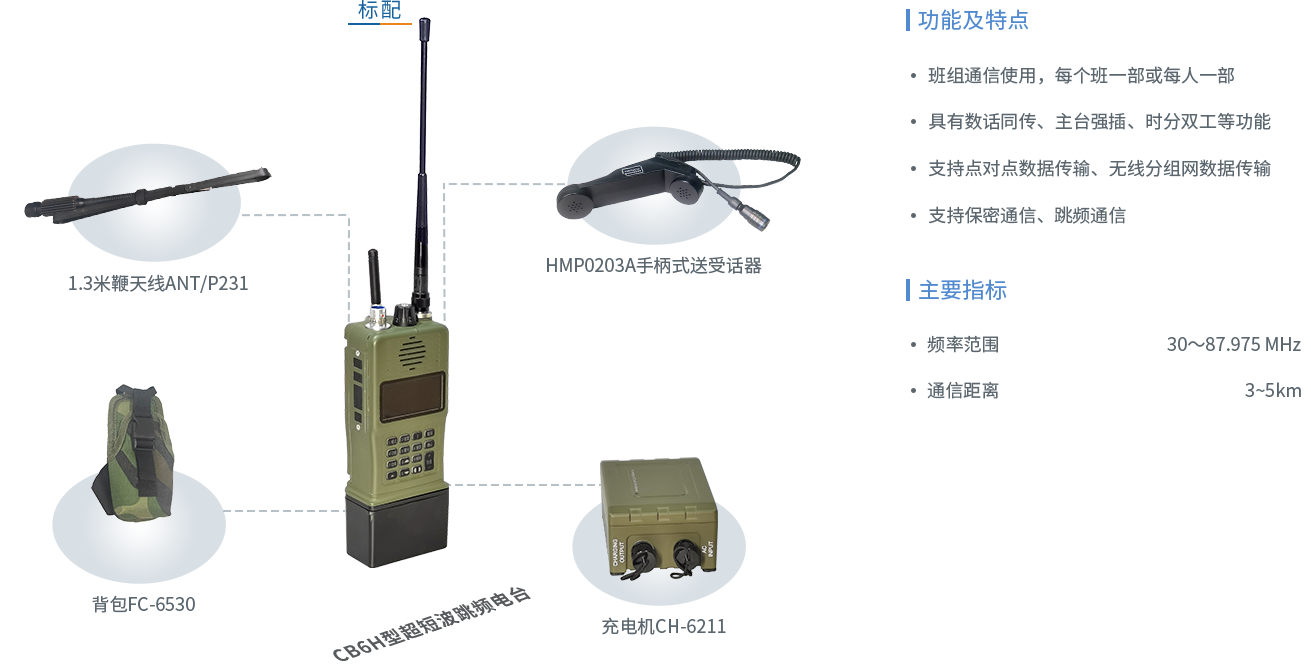 标配
1.3米鞭天线ANT/P231
HMP0203A手柄式送受话器
背包FC-6530
CHARGING
OUTPUT
AC
INPUT
充电机CH-6211
CB6H型超短波跳频电台
功能及特点
• 班组通信使用，每个班一部或每人一部
• 具有数话同传、主台强插、时分双工等功能
• 支持点对点数据传输、无线分组网数据传输
• 支持保密通信、跳频通信
主要指标
• 频率范围 30～87.975 MHz
• 通信距离 3~5km